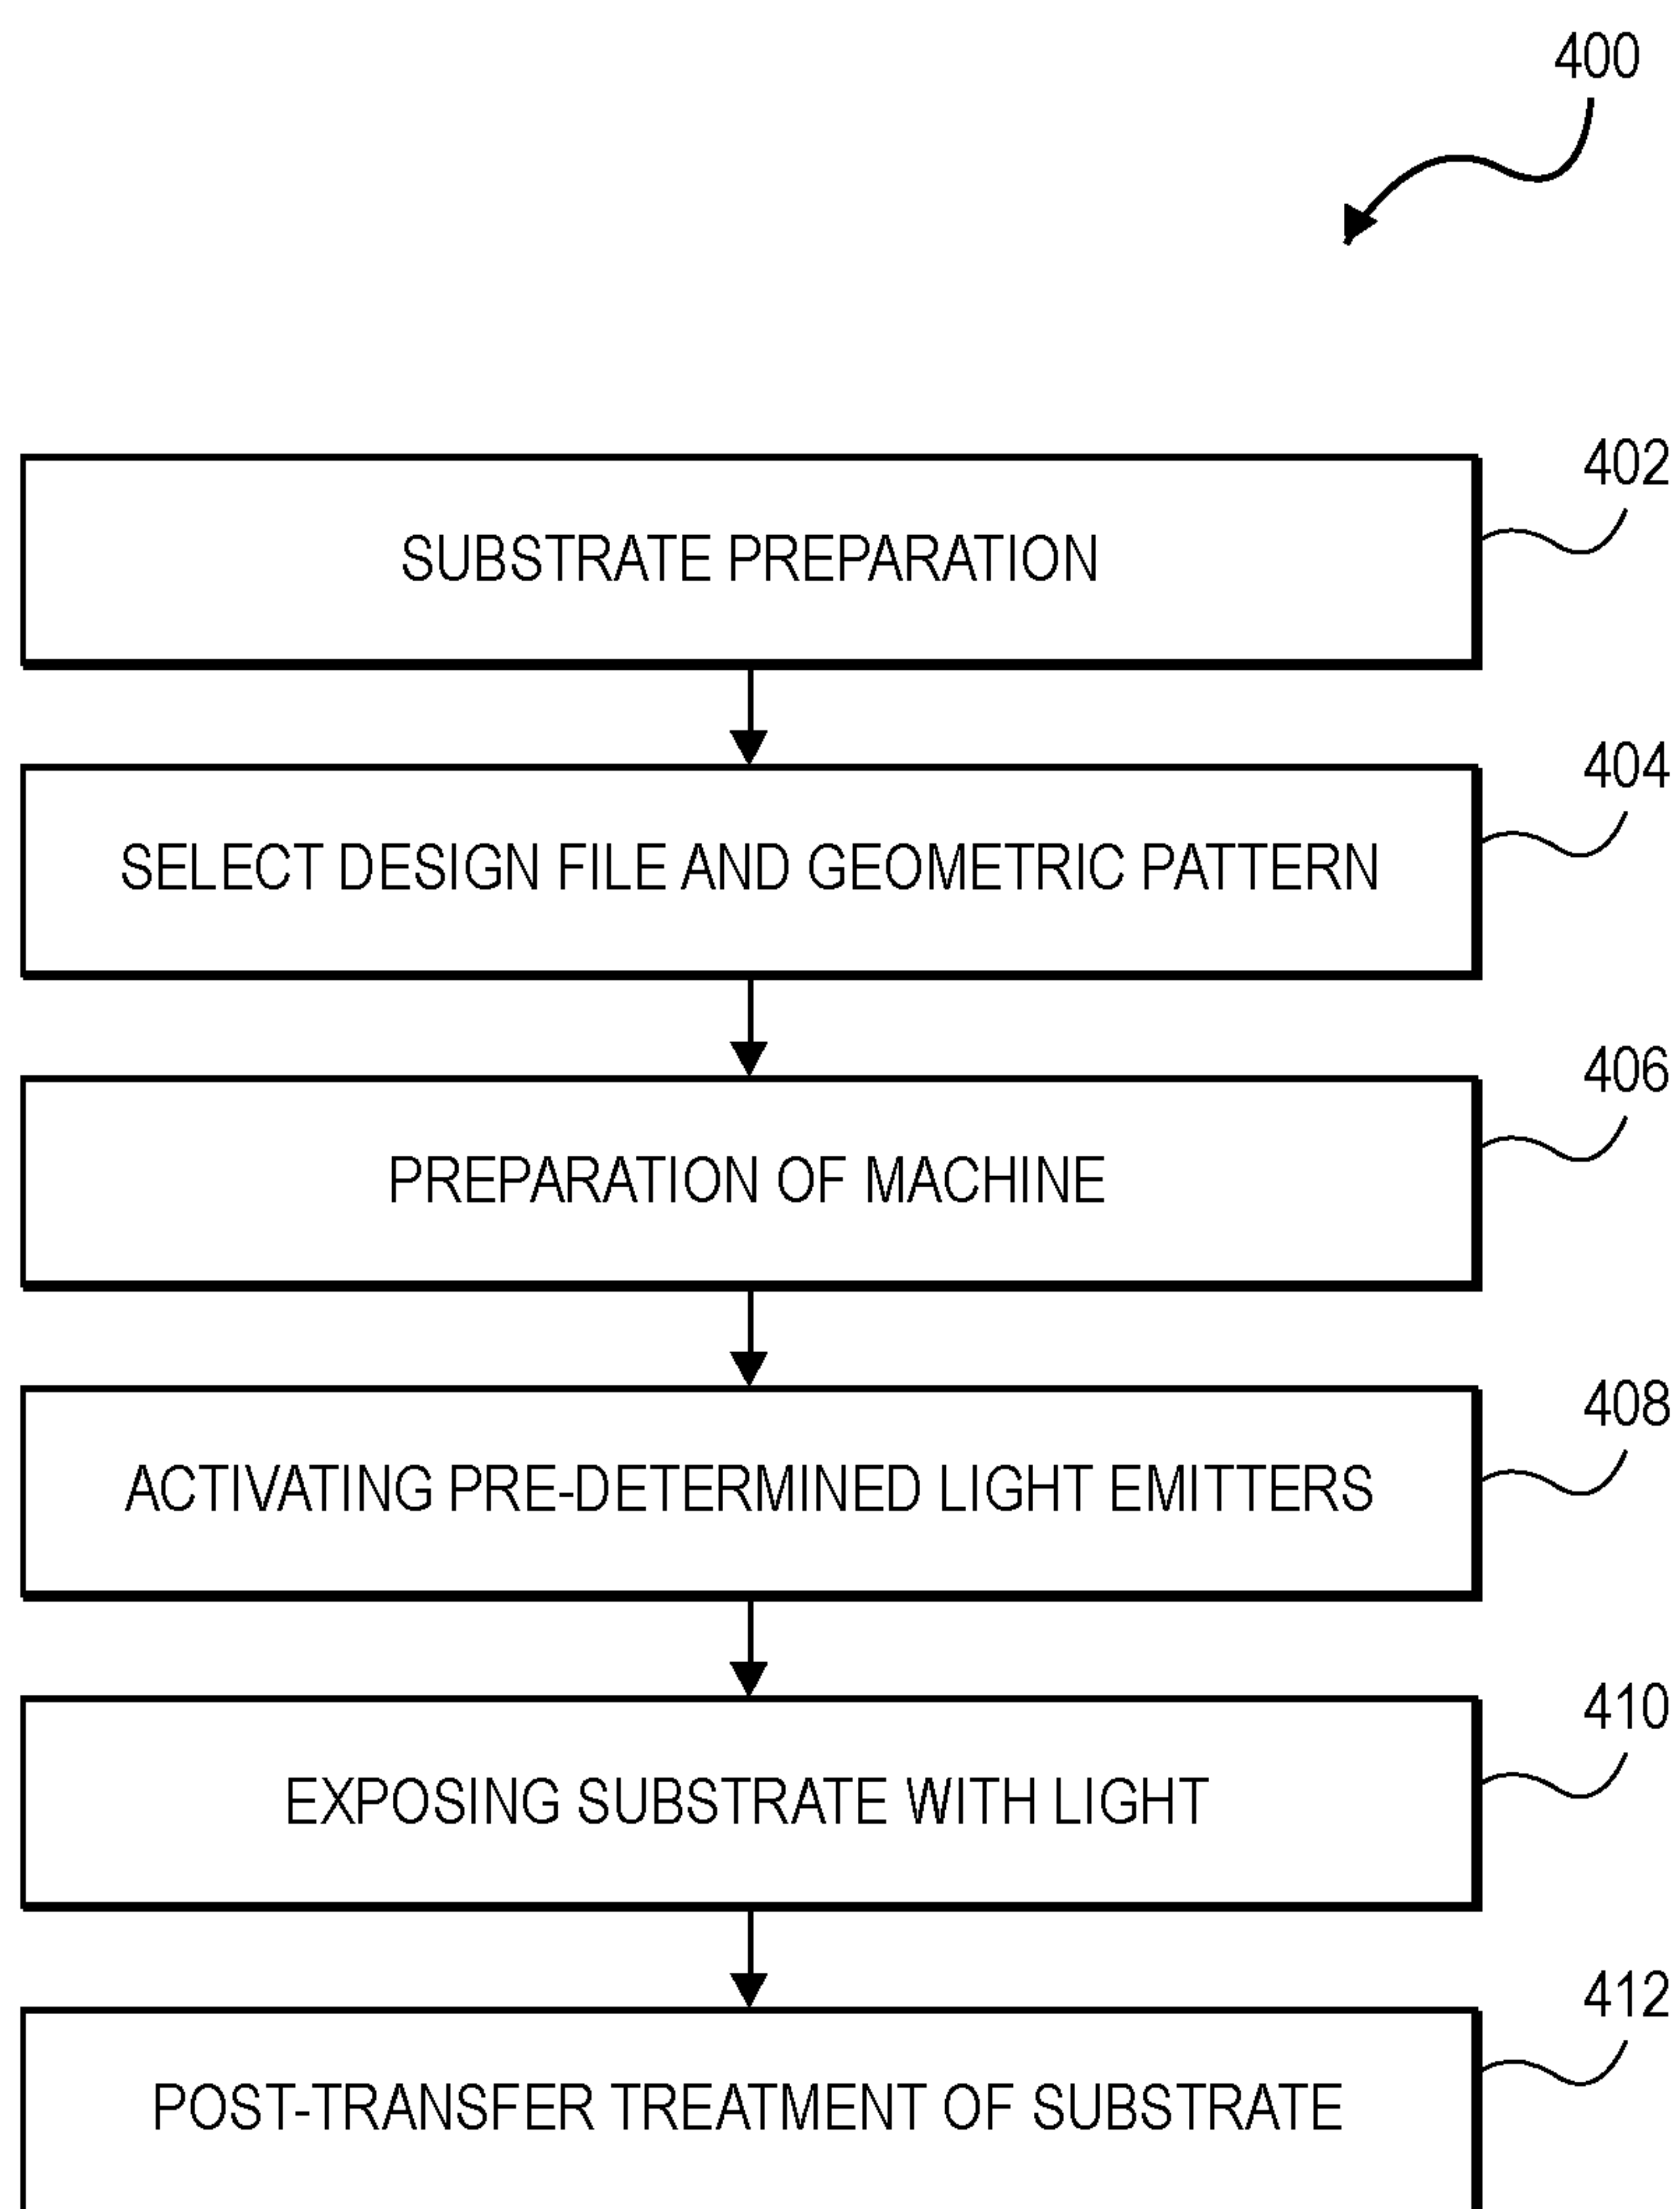 400
402
SUBSTRATE PREPARATION
404
SELECT DESIGN FILE AND GEOMETRIC PATTERN
406
PREPARATION OF MACHINE
408
ACTIVATING PRE-DETERMINED LIGHT EMITTERS
410
EXPOSING SUBSTRATE WITH LIGHT
412
POST-TRANSFER TREATMENT OF SUBSTRATE